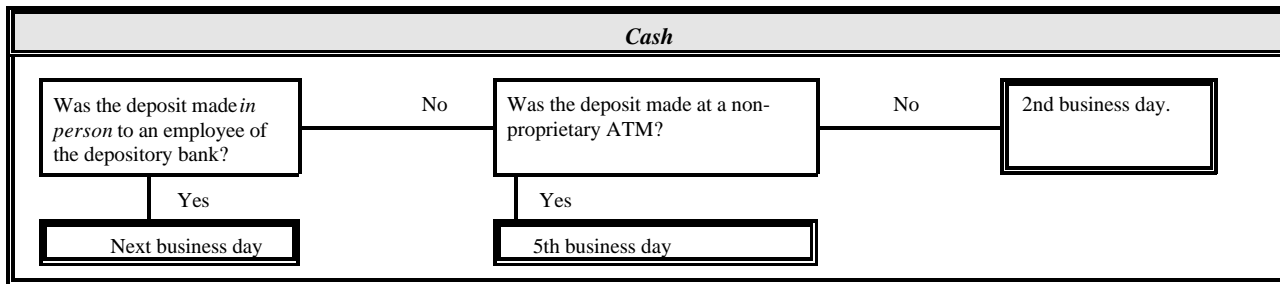 Cash
Was the deposit made in
person to an employee of
the depository bank?
No
Was the deposit made at a non-
proprietary ATM?
No
2nd business day.
Yes
Yes
Next business day
5th business day